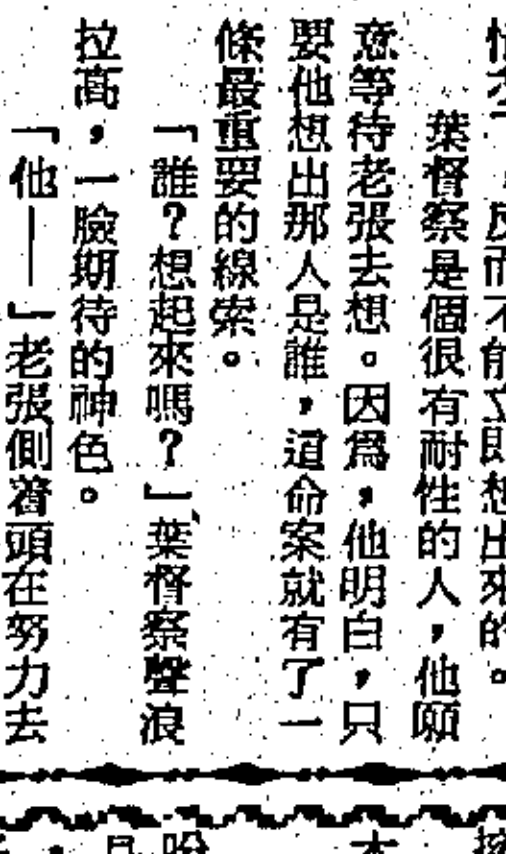 反而不能立即想出來的。
葉督察是個很有耐性的人，他願
意等待老張去想。因爲，他明白，只
要他想出那人是誰，這命案就有了一
條最重要的線索。
「誰？想起來嗎？」葉督察聲浪
拉高，一臉期待的神色。
「他——」老張側着頭在努力去